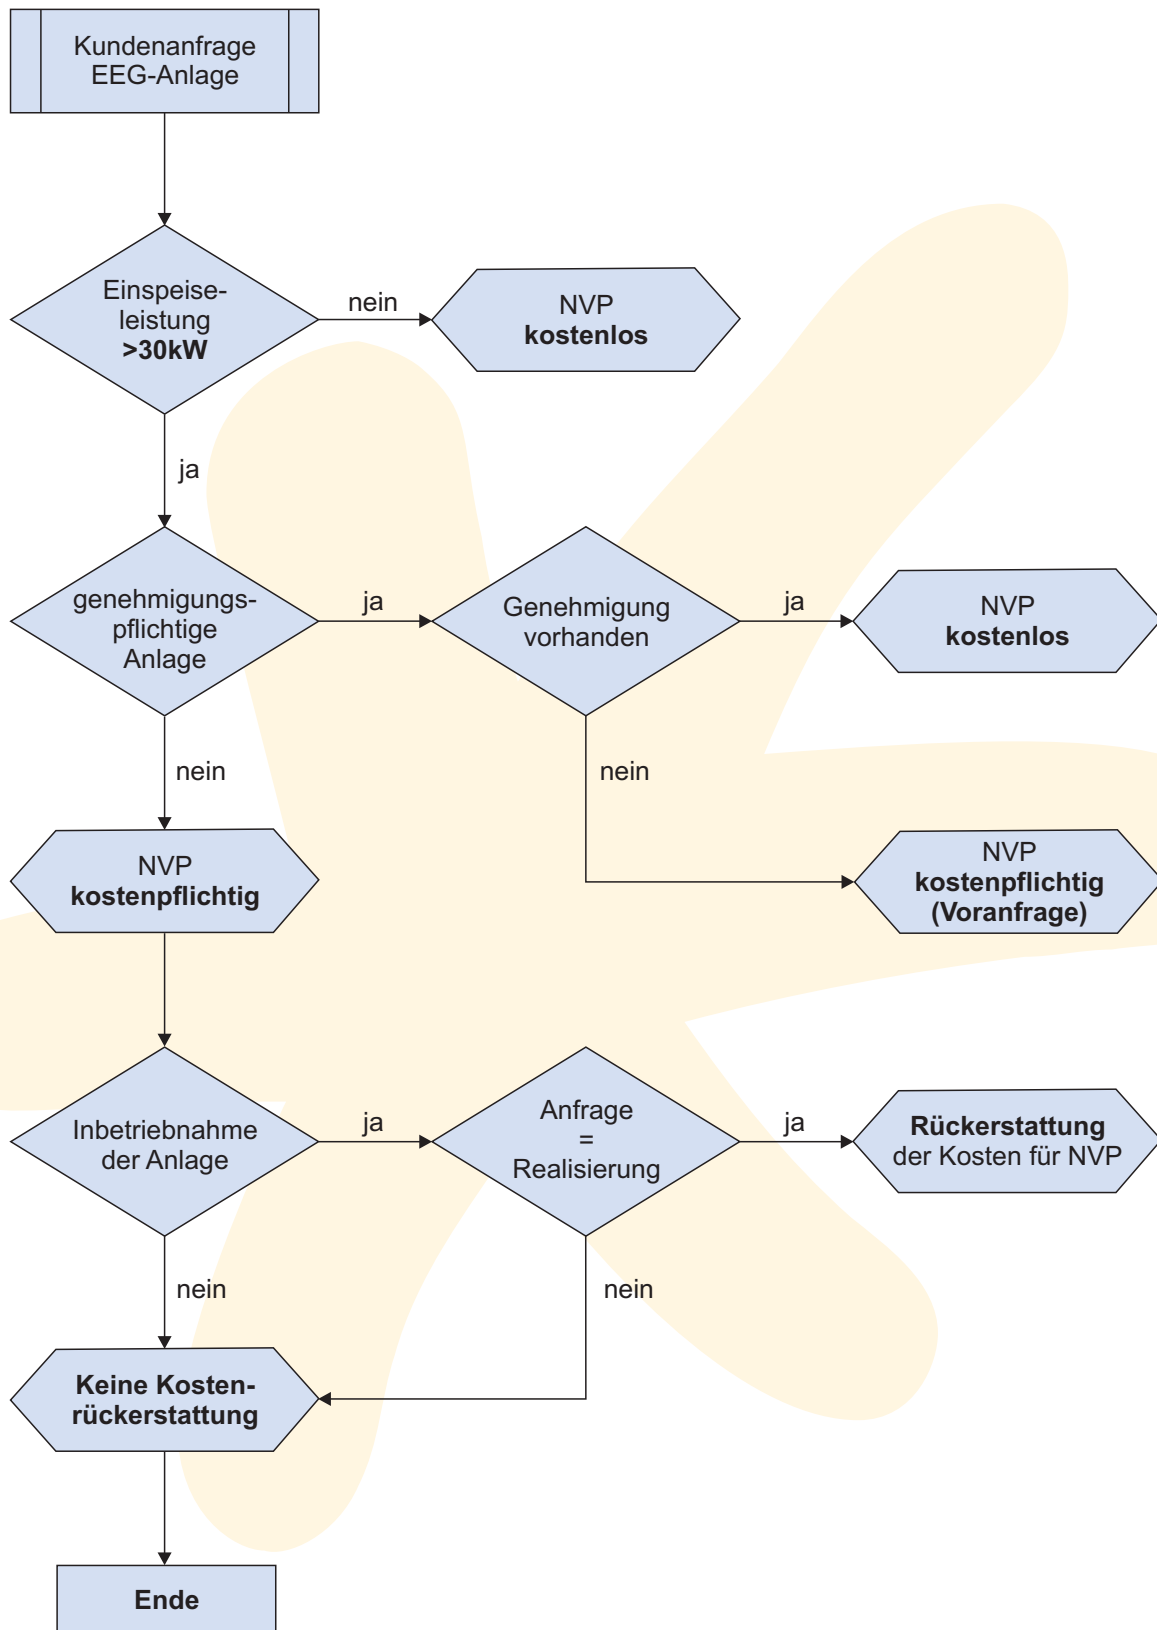 Kundenanfrage
EEG-Anlage
Einspeise-
leistung
>30kW
nein
NVP
kostenlos
ja
genehmigungs-
pflichtige
Anlage
ja
Genehmigung
vorhanden
ja
NVP
kostenlos
nein
nein
NVP
kostenpflichtig
NVP
kostenpflichtig
(Voranfrage)
Inbetriebnahme
der Anlage
ja
Anfrage
=
Realisierung
ja
Rückerstattung
der Kosten für NVP
nein
nein
Keine Kosten-
rückerstattung
Ende